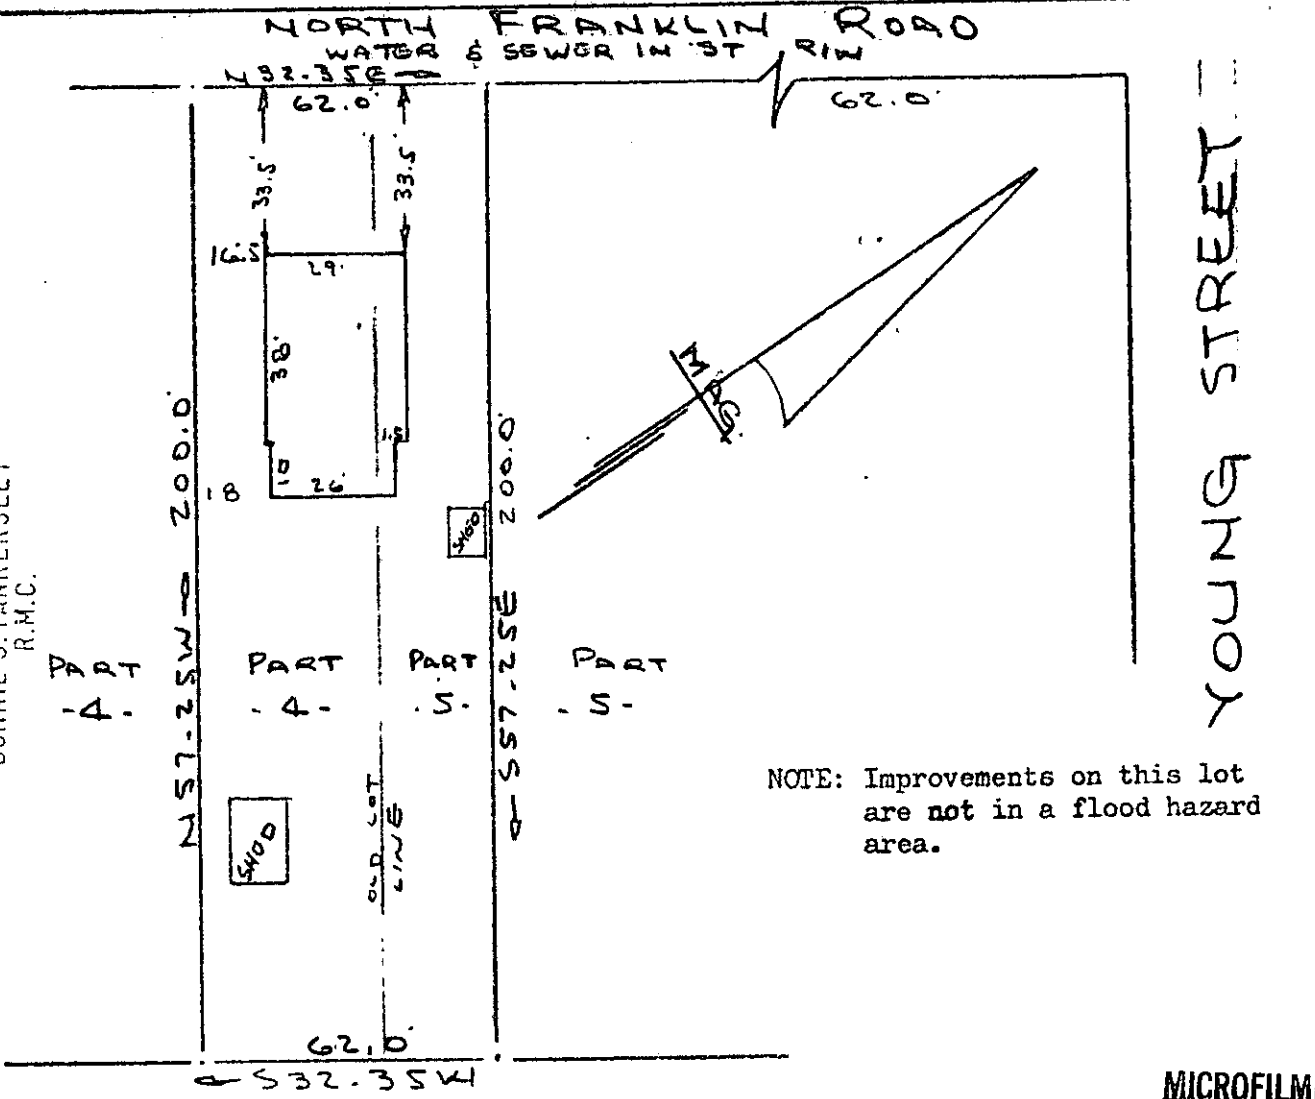 NORTH FRANKLIN ROAD
WATER & SEWER IN ST R/W
N32-35E
62.0'
62.0'
33.5'
33.5'
16.5
29'
38'
1.5
10
26'
18
SHED
200.0'
200.0'
N57-25W
S57-25E
MAG.
YOUNG STREET
R.M.C.
PART
-4-
PART
-4-
PART
.5-
PART
-5-
OLD LOT
LINE
SHED
NOTE: Improvements on this lot
are not in a flood hazard
area.
62.0'
S32-35W
MICROFILM